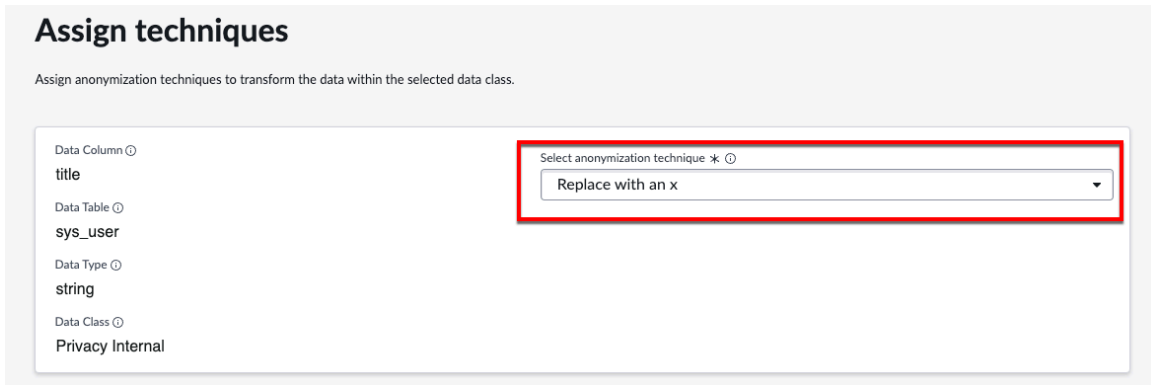 Assign techniques
Assign anonymization techniques to transform the data within the selected data class.
Data Column
title
Data Table
sys_user
Data Type
string
Data Class
Privacy Internal
Select anonymization technique *
Replace with an x